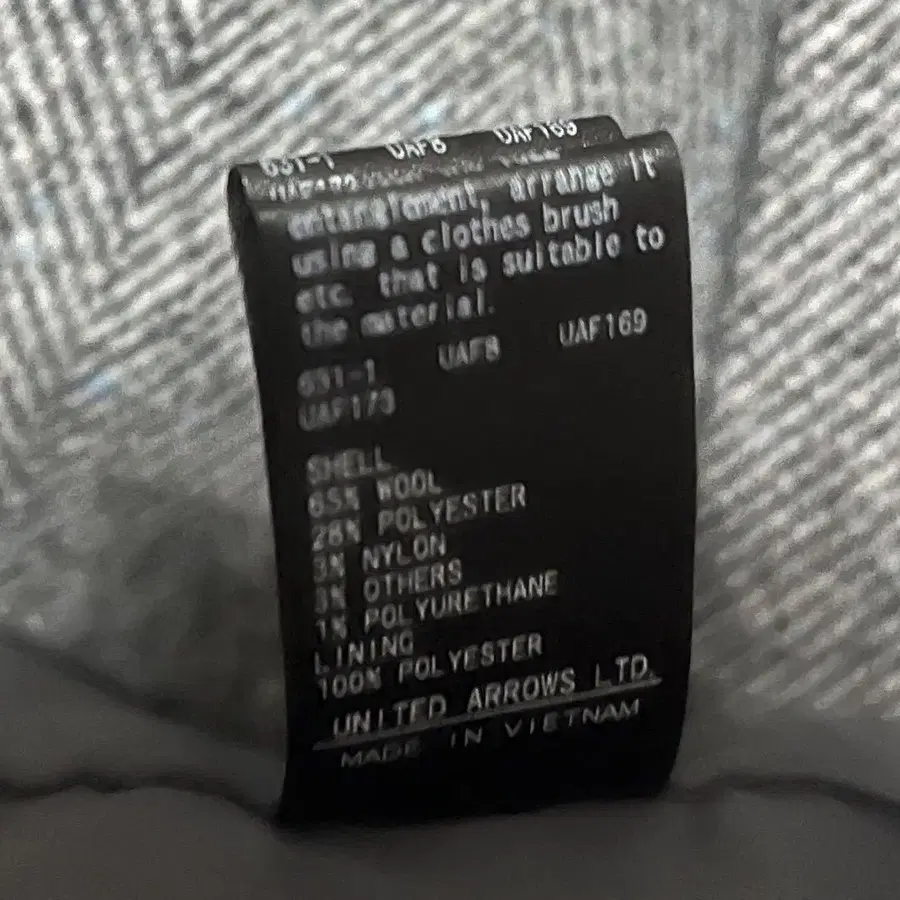 631-1 UAF8 UAF169
entanglement, arrange it
using a clothes brush
etc. that is suitable to
the material.
631-1 UAF8 UAF169
UAF173
SHELL
65% WOOL
28% POLYESTER
3% NYLON
3% OTHERS
1% POLYURETHANE
LINING
100% POLYESTER
UNITED ARROWS LTD.
MADE IN VIETNAM